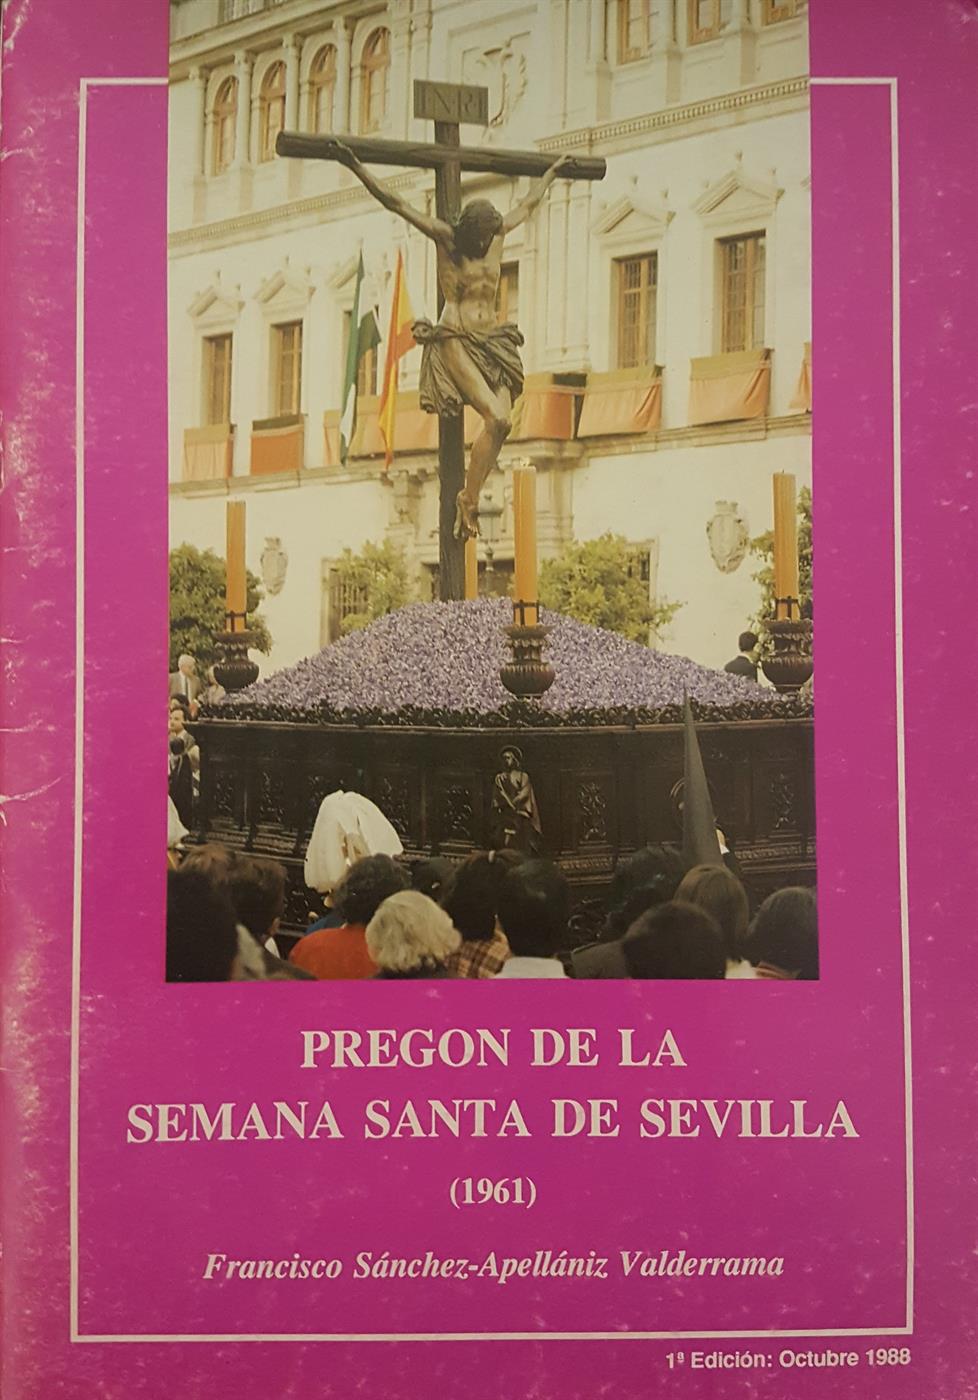 INRI
PREGON DE LA
SEMANA SANTA DE SEVILLA
(1961)
Francisco Sánchez-Apellániz Valderrama
1ª Edición: Octubre 1988